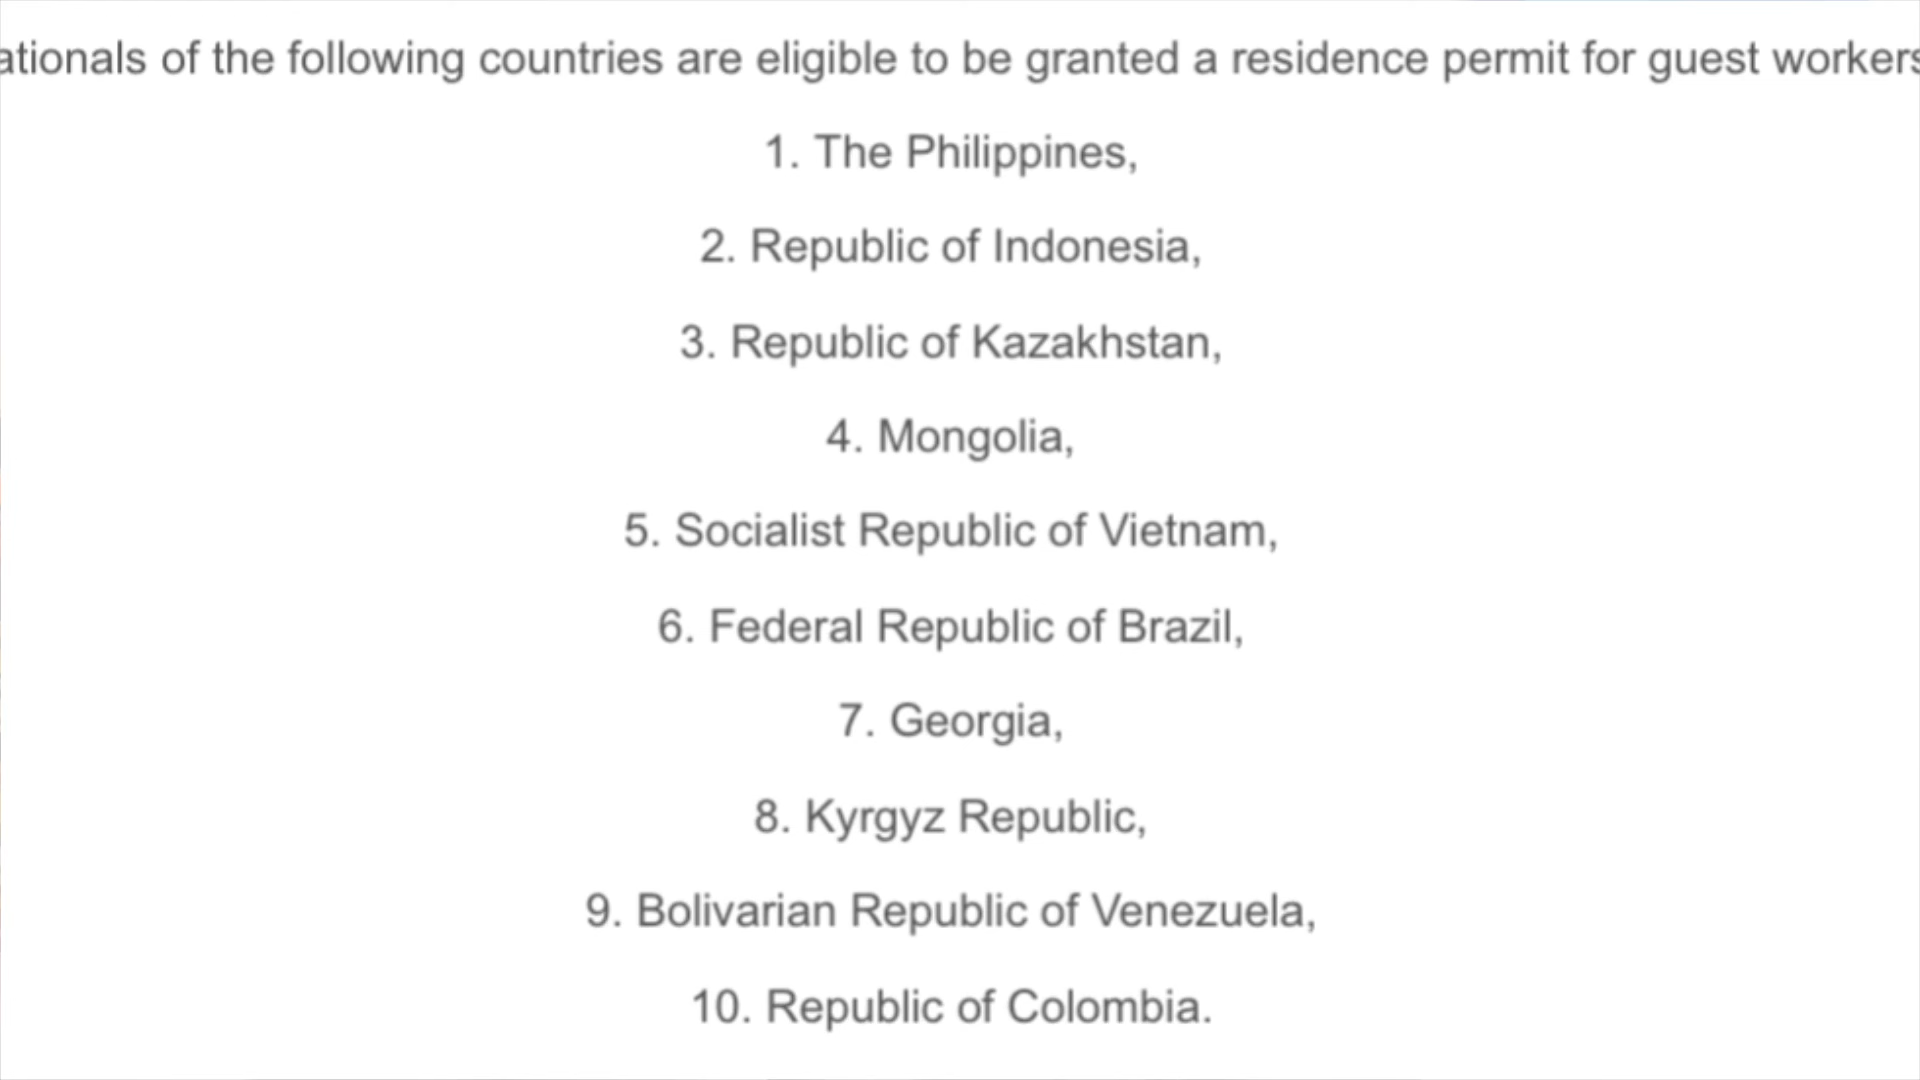 ationals of the following countries are eligible to be granted a residence permit for guest workers
1. The Philippines,
2. Republic of Indonesia,
3. Republic of Kazakhstan,
4. Mongolia,
5. Socialist Republic of Vietnam,
6. Federal Republic of Brazil,
7. Georgia,
8. Kyrgyz Republic,
9. Bolivarian Republic of Venezuela,
10. Republic of Colombia.